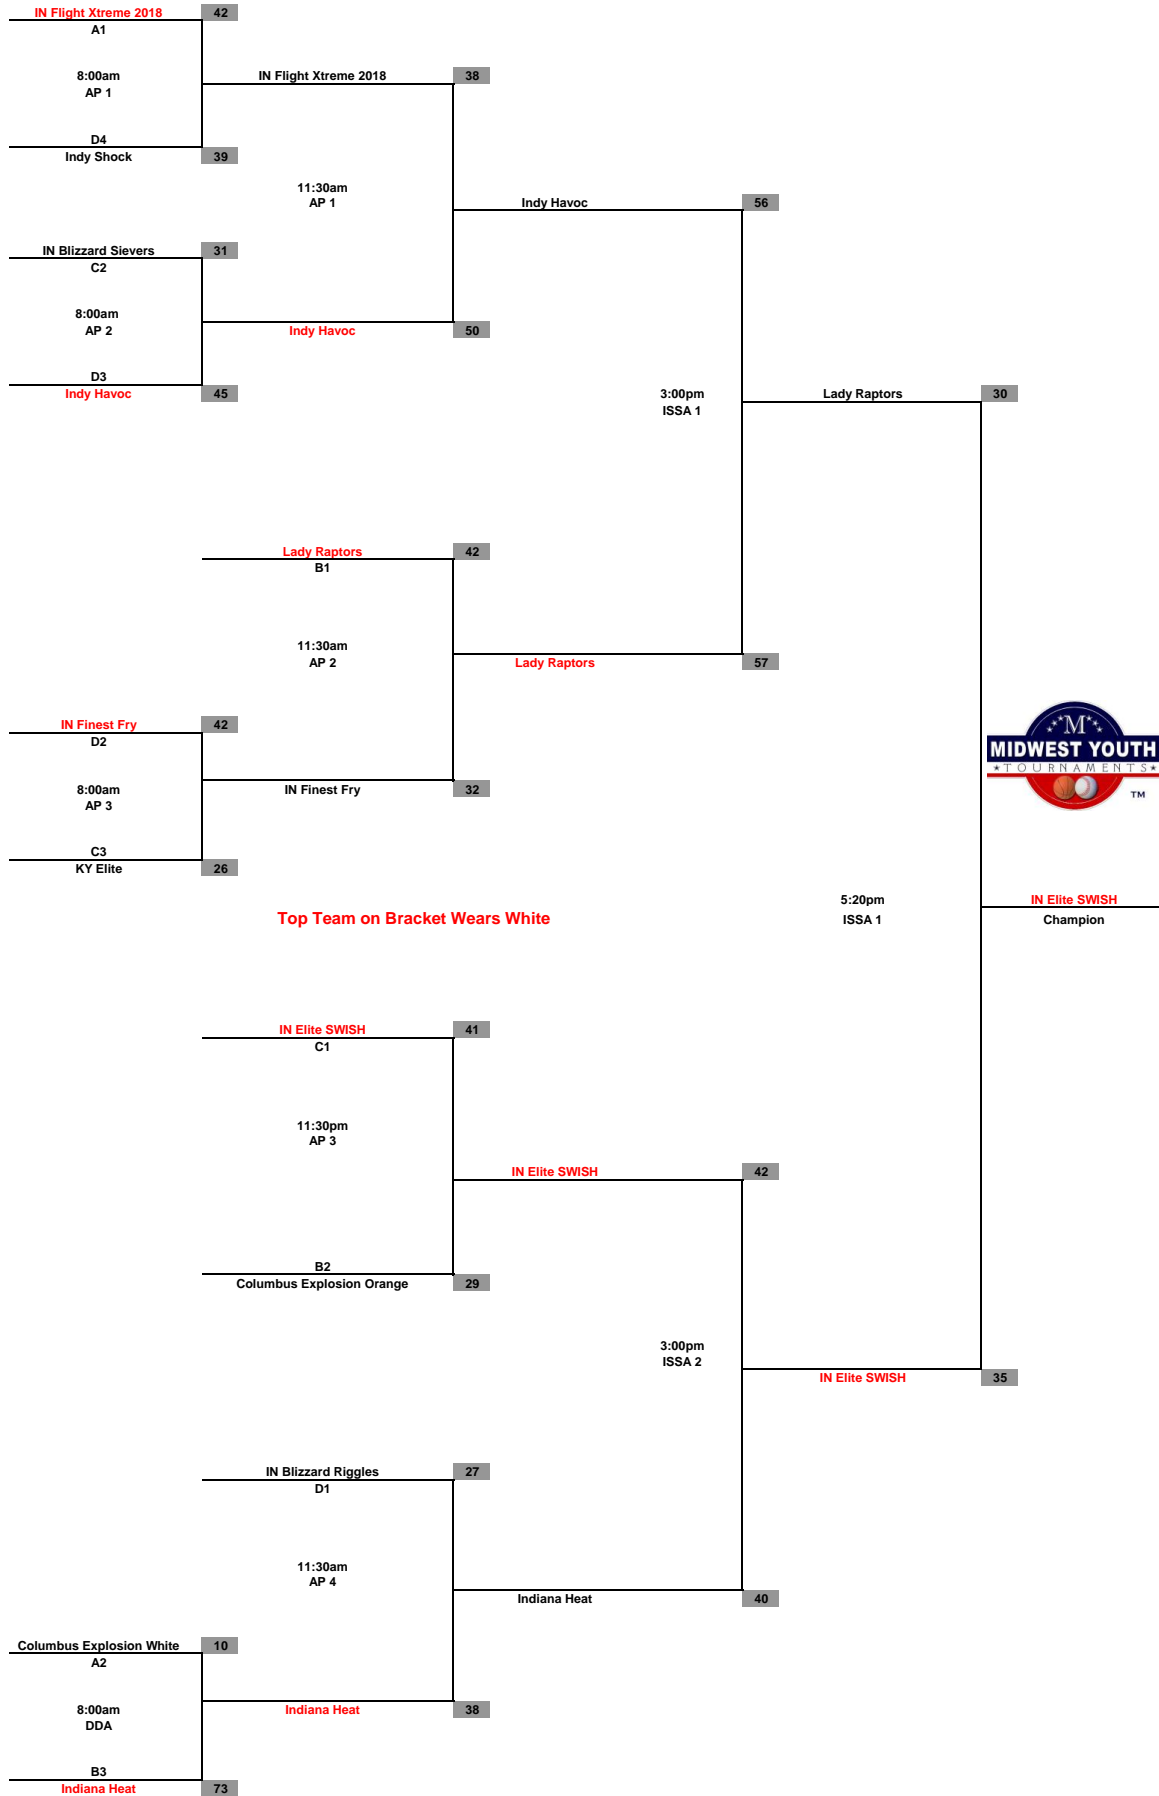 IN Flight Xtreme 2018 42
A1
8:00am
AP 1
IN Flight Xtreme 2018 38
D4
Indy Shock 39
11:30am
AP 1
Indy Havoc 56
IN Blizzard Sievers 31
C2
8:00am
AP 2
Indy Havoc 50
D3
Indy Havoc 45
3:00pm
ISSA 1
Lady Raptors 30
Lady Raptors 42
B1
11:30am
AP 2
Lady Raptors 57
IN Finest Fry 42
D2
8:00am
AP 3
IN Finest Fry 32
C3
KY Elite 26
M
MIDWEST YOUTH
TOURNAMENTS
TM
Top Team on Bracket Wears White
5:20pm
ISSA 1
IN Elite SWISH
Champion
IN Elite SWISH 41
C1
11:30pm
AP 3
IN Elite SWISH 42
B2
Columbus Explosion Orange 29
3:00pm
ISSA 2
IN Elite SWISH 35
IN Blizzard Riggles 27
D1
11:30am
AP 4
Indiana Heat 40
Columbus Explosion White 10
A2
8:00am
DDA
Indiana Heat 38
B3
Indiana Heat 73